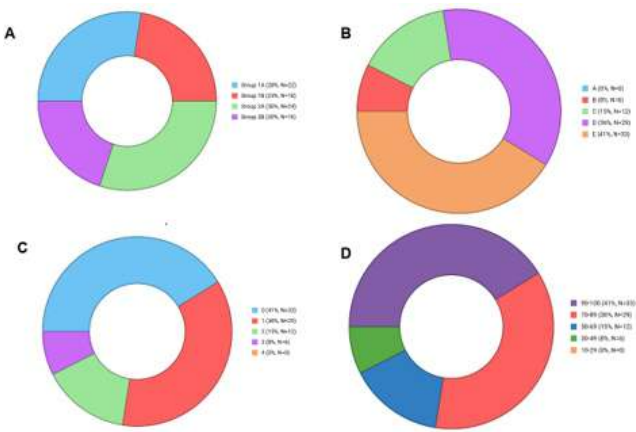 A
Group 1A (28%, N=22)
Group 1B (23%, N=18)
Group 2A (30%, N=24)
Group 2B (20%, N=16)
B
A (0%, N=0)
B (8%, N=6)
C (15%, N=12)
D (36%, N=29)
E (41%, N=33)
C
0 (41%, N=33)
1 (36%, N=29)
2 (15%, N=12)
3 (8%, N=6)
4 (0%, N=0)
D
90-100 (41%, N=33)
70-89 (36%, N=29)
50-69 (15%, N=12)
30-49 (8%, N=6)
10-29 (0%, N=0)